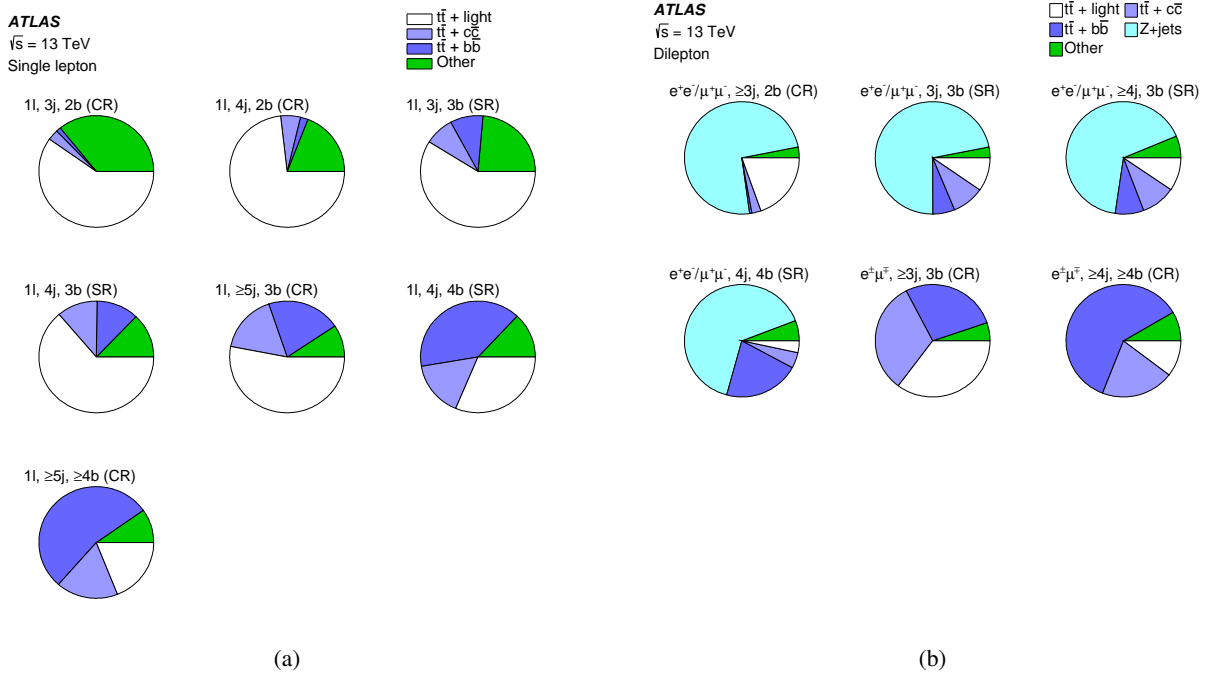 ATLAS
√s = 13 TeV
Single lepton
tt̄ + light
tt̄ + cc̄
tt̄ + bb̄
Other
1l, 3j, 2b (CR)
1l, 4j, 2b (CR)
1l, 3j, 3b (SR)
1l, 4j, 3b (SR)
1l, ≥5j, 3b (CR)
1l, 4j, 4b (SR)
1l, ≥5j, ≥4b (CR)
(a)
ATLAS
√s = 13 TeV
Dilepton
tt̄ + light
tt̄ + cc̄
tt̄ + bb̄
Z+jets
Other
e⁺e⁻/μ⁺μ⁻, ≥3j, 2b (CR)
e⁺e⁻/μ⁺μ⁻, 3j, 3b (SR)
e⁺e⁻/μ⁺μ⁻, ≥4j, 3b (SR)
e⁺e⁻/μ⁺μ⁻, 4j, 4b (SR)
e±μ∓, ≥3j, 3b (CR)
e±μ∓, ≥4j, ≥4b (CR)
(b)